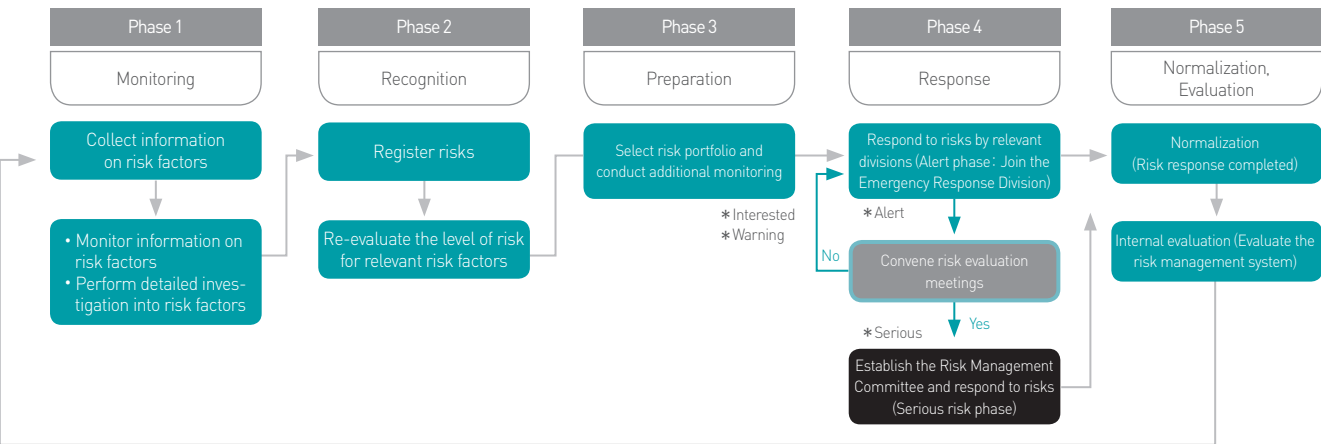 Phase 1
Monitoring
Collect information
on risk factors
• Monitor information on
risk factors
• Perform detailed inves-
tigation into risk factors
Phase 2
Recognition
Register risks
Re-evaluate the level of risk
for relevant risk factors
Phase 3
Preparation
Select risk portfolio and
conduct additional monitoring
*Interested
*Warning
Phase 4
Response
Respond to risks by relevant
divisions (Alert phase: Join the
Emergency Response Division)
*Alert
No
Convene risk evaluation
meetings
Yes
*Serious
Establish the Risk Management
Committee and respond to risks
(Serious risk phase)
Phase 5
Normalization,
Evaluation
Normalization
(Risk response completed)
Internal evaluation (Evaluate the
risk management system)